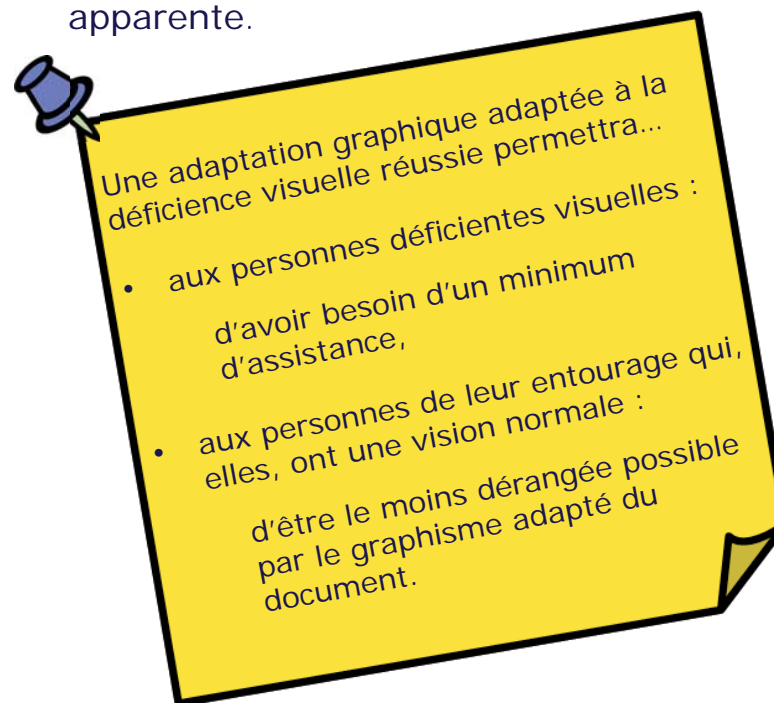 apparente.
Une adaptation graphique adaptée à la
déficience visuelle réussie permettra...
• aux personnes déficientes visuelles :
d'avoir besoin d'un minimum
d'assistance,
• aux personnes de leur entourage qui,
elles, ont une vision normale :
d'être le moins dérangée possible
par le graphisme adapté du
document.